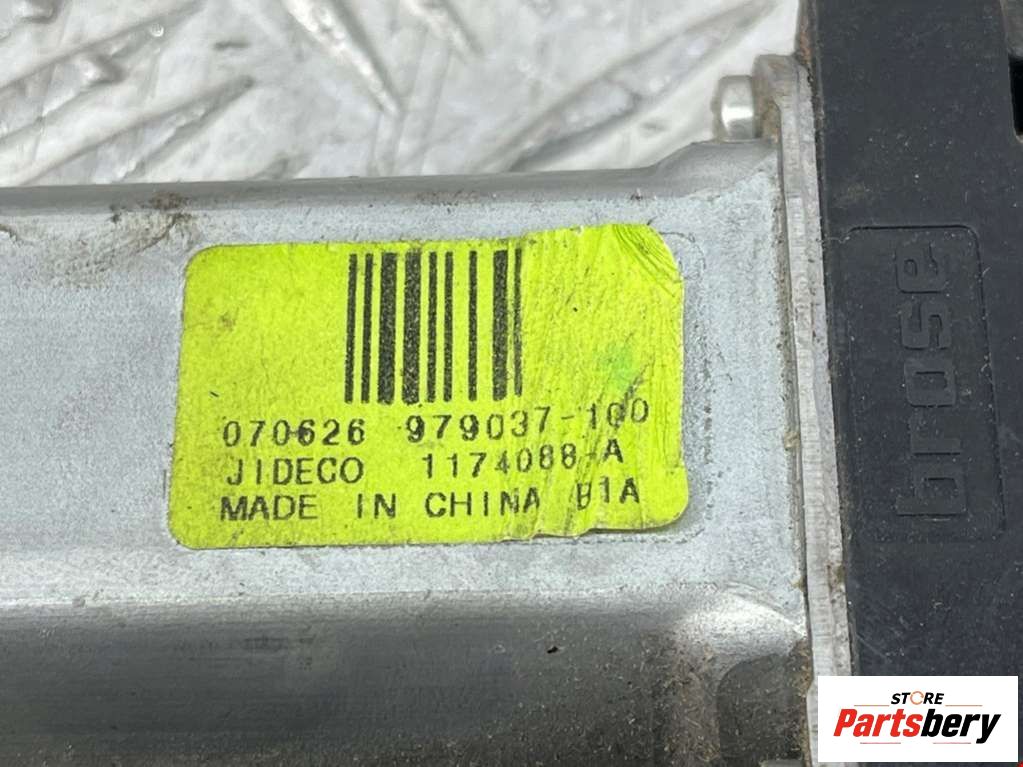 070626 979037-100
JIDECO 1174088-A
MADE IN CHINA B1A
brose
STORE
Partsbery